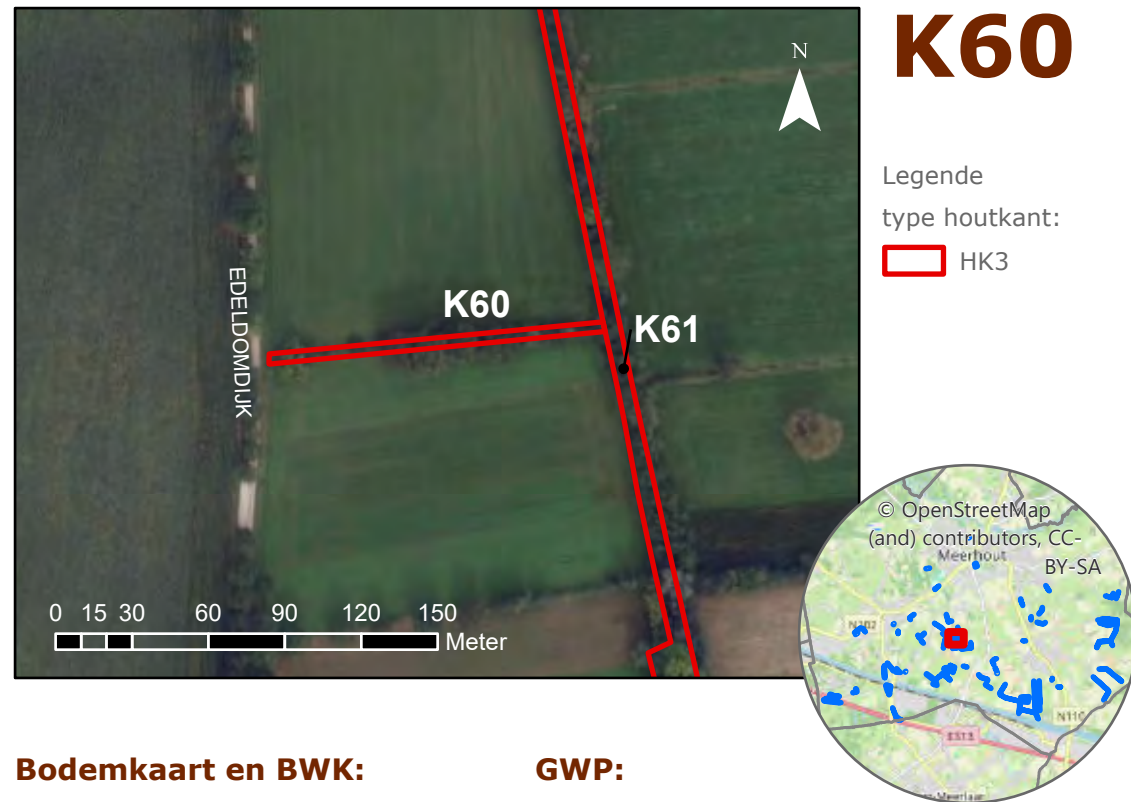 K60
N
Legende
type houtkant:
HK3
K60
K61
EDELDOMDIJK
© OpenStreetMap
(and) contributors, CC-
BY-SA
Meerhout
N102
N110
E313
0 15 30 60 90 120 150
Meter
Bodemkaart en BWK:
GWP: